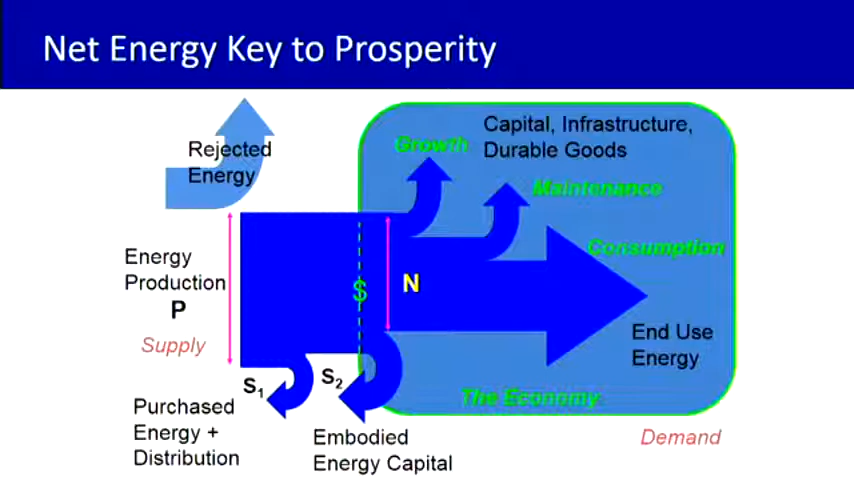 Net Energy Key to Prosperity
Rejected
Energy
Growth
Capital, Infrastructure,
Durable Goods
Maintenance
Consumption
Energy
Production
P
Supply
$
N
End Use
Energy
S1
S2
The Economy
Purchased
Energy +
Distribution
Embodied
Energy Capital
Demand